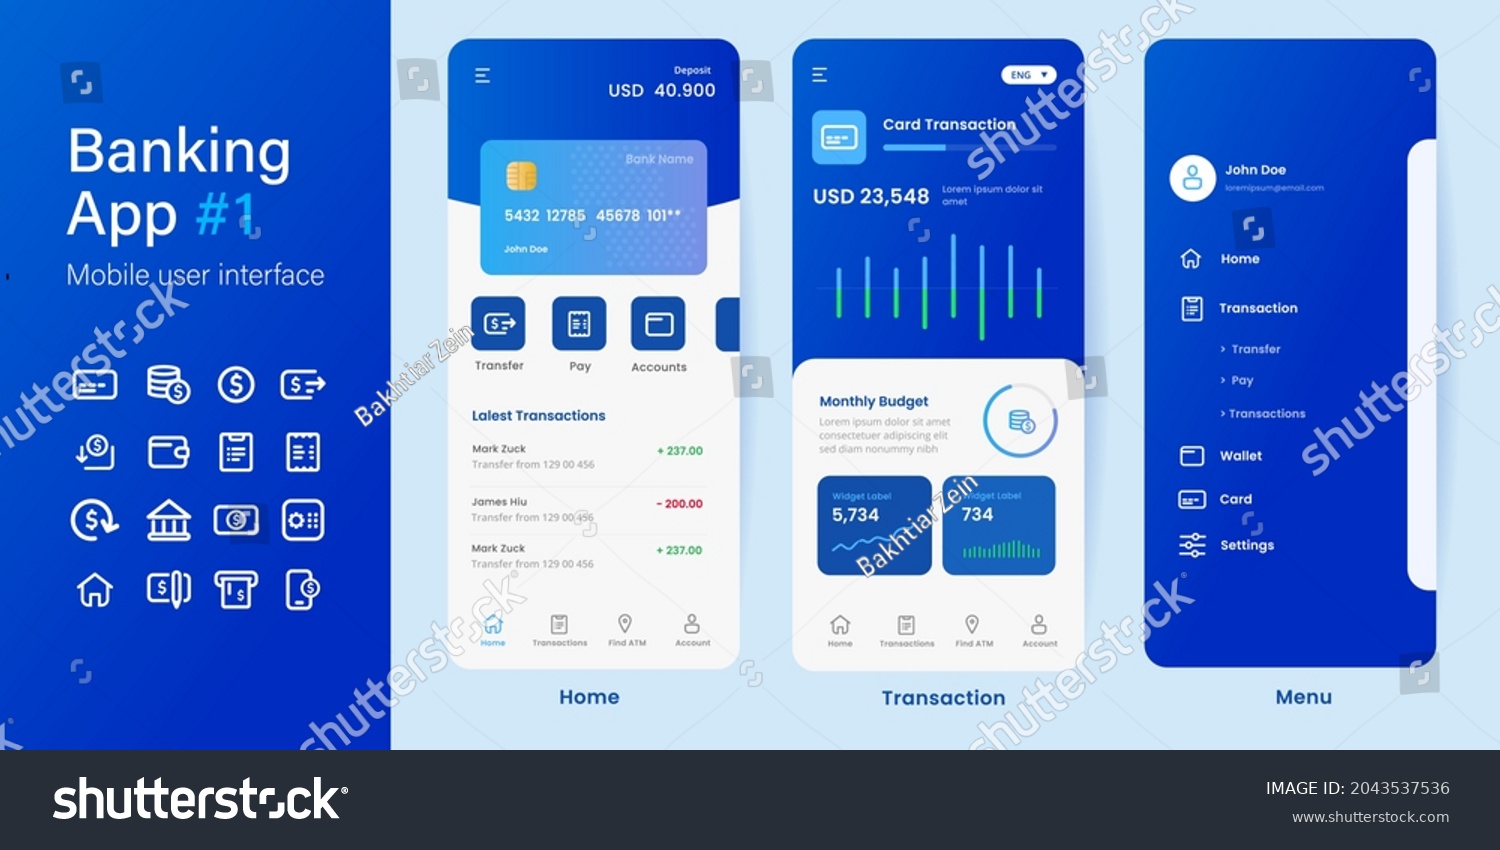 Banking
App #1
Mobile user interface
Deposit
USD 40.900
Bank Name
5432 12785 45678 101**
John Doe
Transfer
Pay
Accounts
Lalest Transactions
Mark Zuck
+ 237.00
Transfer from 129 00 456
James Hiu
- 200.00
Transfer from 129 00 456
Mark Zuck
+ 237.00
Transfer from 129 00 456
Home
Transactions
Find ATM
Account
Home
ENG
Card Transaction
USD 23,548
Lorem ipsum dolor sit
amet
Monthly Budget
Lorem ipsum dolor sit amet
consectetuer adipiscing elit
sed diam nonummy nibh
Widget Label
5,734
Widget Label
734
Home
Transactions
Find ATM
Account
Transaction
John Doe
loremipsum@email.com
Home
Transaction
> Transfer
> Pay
> Transactions
Wallet
Card
Settings
Menu
shutterstock
shutterstock
shutterstock
shutterstock
shutterstock
BakhtiarZein
BakhtiarZein
shutterstock
IMAGE ID: 2043537536
www.shutterstock.com